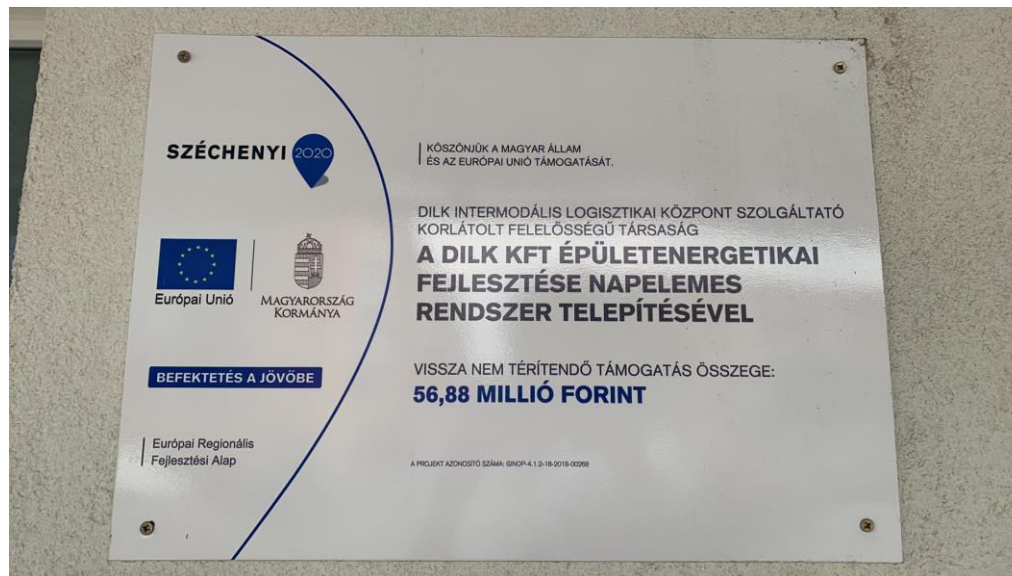 SZÉCHENYI 2020
Európai Unió
MAGYARORSZÁG
KORMÁNYA
BEFEKTETÉS A JÖVŐBE
Európai Regionális
Fejlesztési Alap
KÖSZÖNJÜK A MAGYAR ÁLLAM
ÉS AZ EURÓPAI UNIÓ TÁMOGATÁSÁT.
DILK INTERMODÁLIS LOGISZTIKAI KÖZPONT SZOLGÁLTATÓ
KORLÁTOLT FELELŐSSÉGŰ TÁRSASÁG
A DILK KFT ÉPÜLETENERGETIKAI
FEJLESZTÉSE NAPELEMES
RENDSZER TELEPÍTÉSÉVEL
VISSZA NEM TÉRÍTENDŐ TÁMOGATÁS ÖSSZEGE:
56,88 MILLIÓ FORINT
A PROJEKT AZONOSÍTÓ SZÁMA: GINOP-4.1.2-18-2018-00268